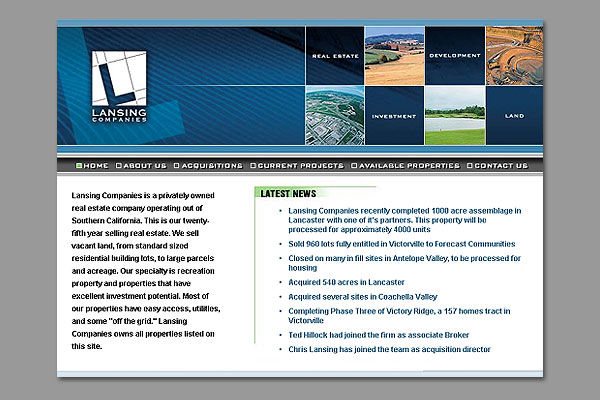 REAL ESTATE
DEVELOPMENT
LANSING
COMPANIES
INVESTMENT
LAND
HOME ABOUT US ACQUISITIONS CURRENT PROJECTS AVAILABLE PROPERTIES CONTACT US
Lansing Companies is a privately owned
real estate company operating out of
Southern California. This is our twenty-
fifth year selling real estate. We sell
vacant land, from standard sized
residential building lots, to large parcels
and acreage. Our specialty is recreation
property and properties that have
excellent investment potential. Most of
our properties have easy access, utilities,
and some "off the grid." Lansing
Companies owns all properties listed on
this site.
LATEST NEWS
• Lansing Companies recently completed 1000 acre assemblage in
Lancaster with one of it's partners. This property will be
processed for approximately 4000 units
• Sold 960 lots fully entitled in Victorville to Forecast Communities
• Closed on many in fill sites in Antelope Valley, to be processed for
housing
• Acquired 540 acres in Lancaster
• Acquired several sites in Coachella Valley
• Completing Phase Three of Victory Ridge, a 157 homes tract in
Victorville
• Ted Hillock had joined the firm as associate Broker
• Chris Lansing has joined the team as acquisition director